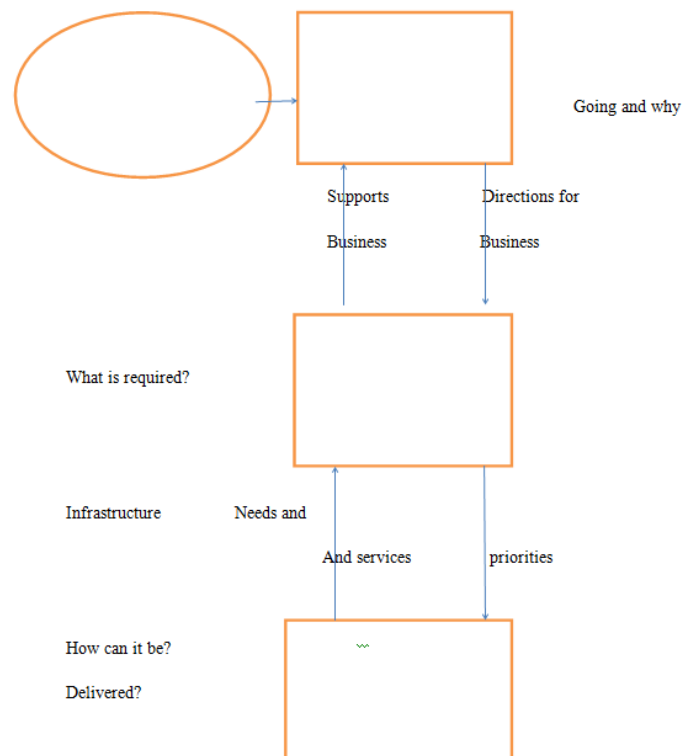 Going and why
Supports Directions for
Business Business
What is required?
Infrastructure Needs and
And services priorities
How can it be?
Delivered?